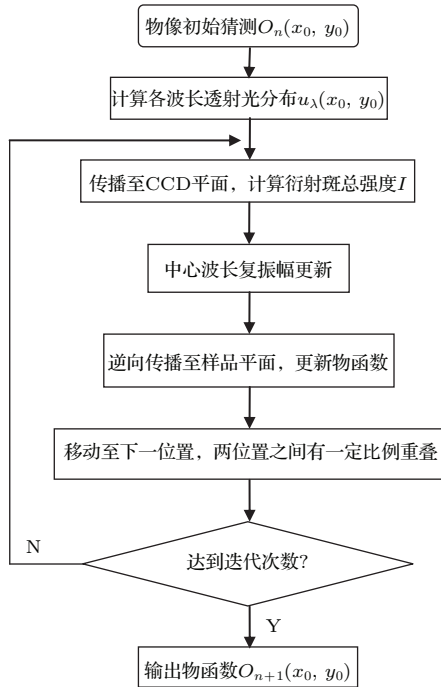 物像初始猜测O_n(x_0, y_0)
计算各波长透射光分布u_λ(x_0, y_0)
传播至CCD平面，计算衍射斑总强度I
中心波长复振幅更新
逆向传播至样品平面，更新物函数
移动至下一位置，两位置之间有一定比例重叠
N
达到迭代次数?
Y
输出物函数O_{n+1}(x_0, y_0)